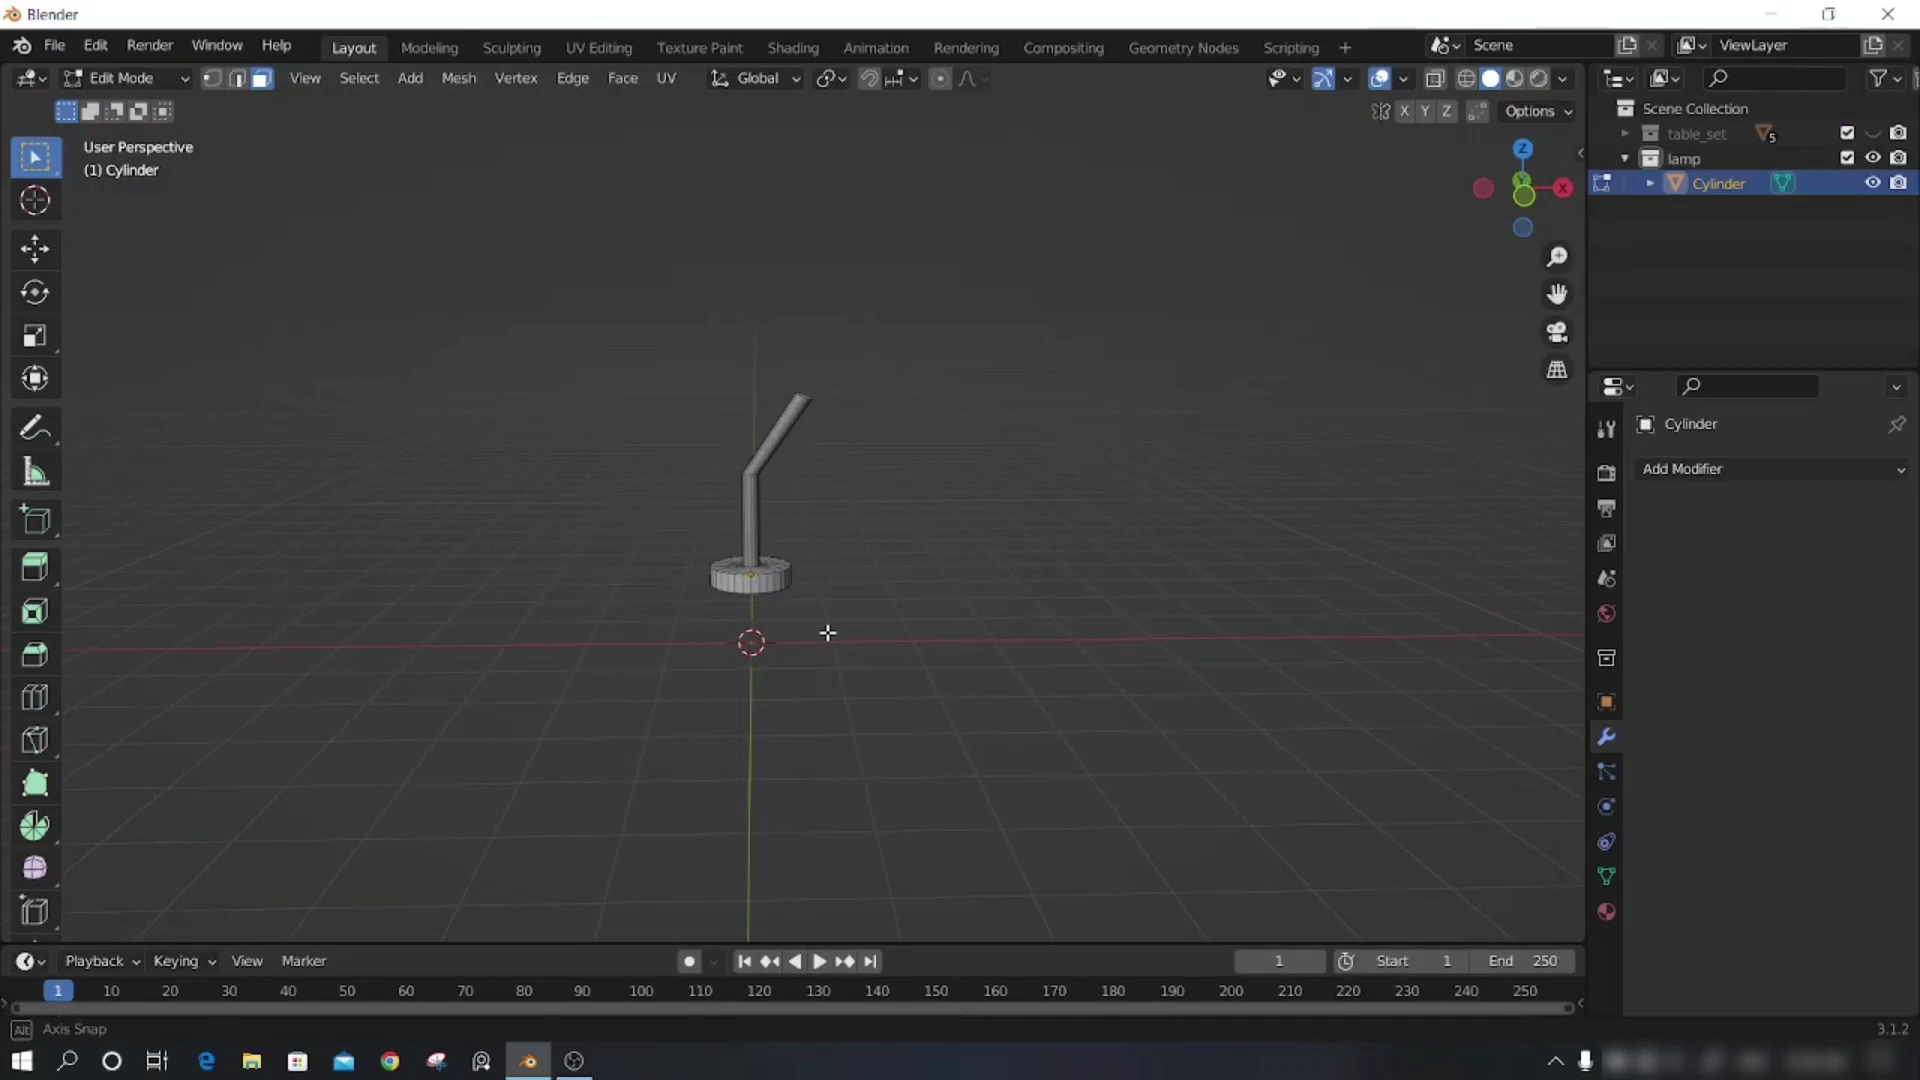 Blender
File Edit Render Window Help Layout Modeling Sculpting UV Editing Texture Paint Shading Animation Rendering Compositing Geometry Nodes Scripting + Scene ViewLayer
Edit Mode View Select Add Mesh Vertex Edge Face UV Global
X Y Z Options
User Perspective
(1) Cylinder
Z
Y
X
Scene Collection
table_set 5
lamp
Cylinder
Cylinder
Add Modifier
Playback Keying View Marker 1 Start 1 End 250
1 10 20 30 40 50 60 70 80 90 100 110 120 130 140 150 160 170 180 190 200 210 220 230 240 250
Alt Axis Snap 3.1.2